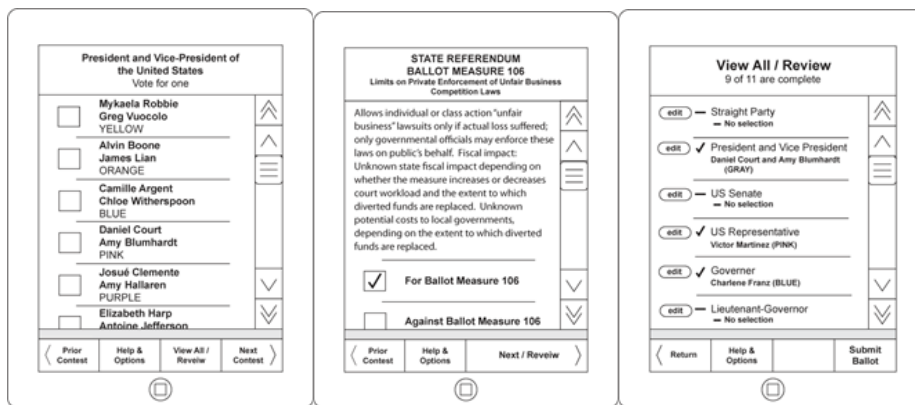 President and Vice-President of
the United States
Vote for one
Mykaela Robbie
Greg Vuocolo
YELLOW
Alvin Boone
James Lian
ORANGE
Camille Argent
Chloe Witherspoon
BLUE
Daniel Court
Amy Blumhardt
PINK
Josué Clemente
Amy Hallaren
PURPLE
Elizabeth Harp
Antoine Jefferson
Prior
Contest
Help &
Options
View All /
Reveiw
Next
Contest
STATE REFERENDUM
BALLOT MEASURE 106
Limits on Private Enforcement of Unfair Business
Competition Laws
Allows individual or class action "unfair
business" lawsuits only if actual loss suffered;
only governmental officials may enforce these
laws on public's behalf. Fiscal impact:
Unknown state fiscal impact depending on
whether the measure increases or decreases
court workload and the extent to which
diverted funds are replaced. Unknown
potential costs to local governments,
depending on the extent to which diverted
funds are replaced.
For Ballot Measure 106
Against Ballot Measure 106
Prior
Contest
Help &
Options
Next / Reveiw
View All / Review
9 of 11 are complete
edit — Straight Party
— No selection
edit ✓ President and Vice President
Daniel Court and Amy Blumhardt
(GRAY)
edit — US Senate
— No selection
edit ✓ US Representative
Victor Martinez (PINK)
edit ✓ Governer
Charlene Franz (BLUE)
edit — Lieutenant-Governor
— No selection
Return
Help &
Options
Submit
Ballot